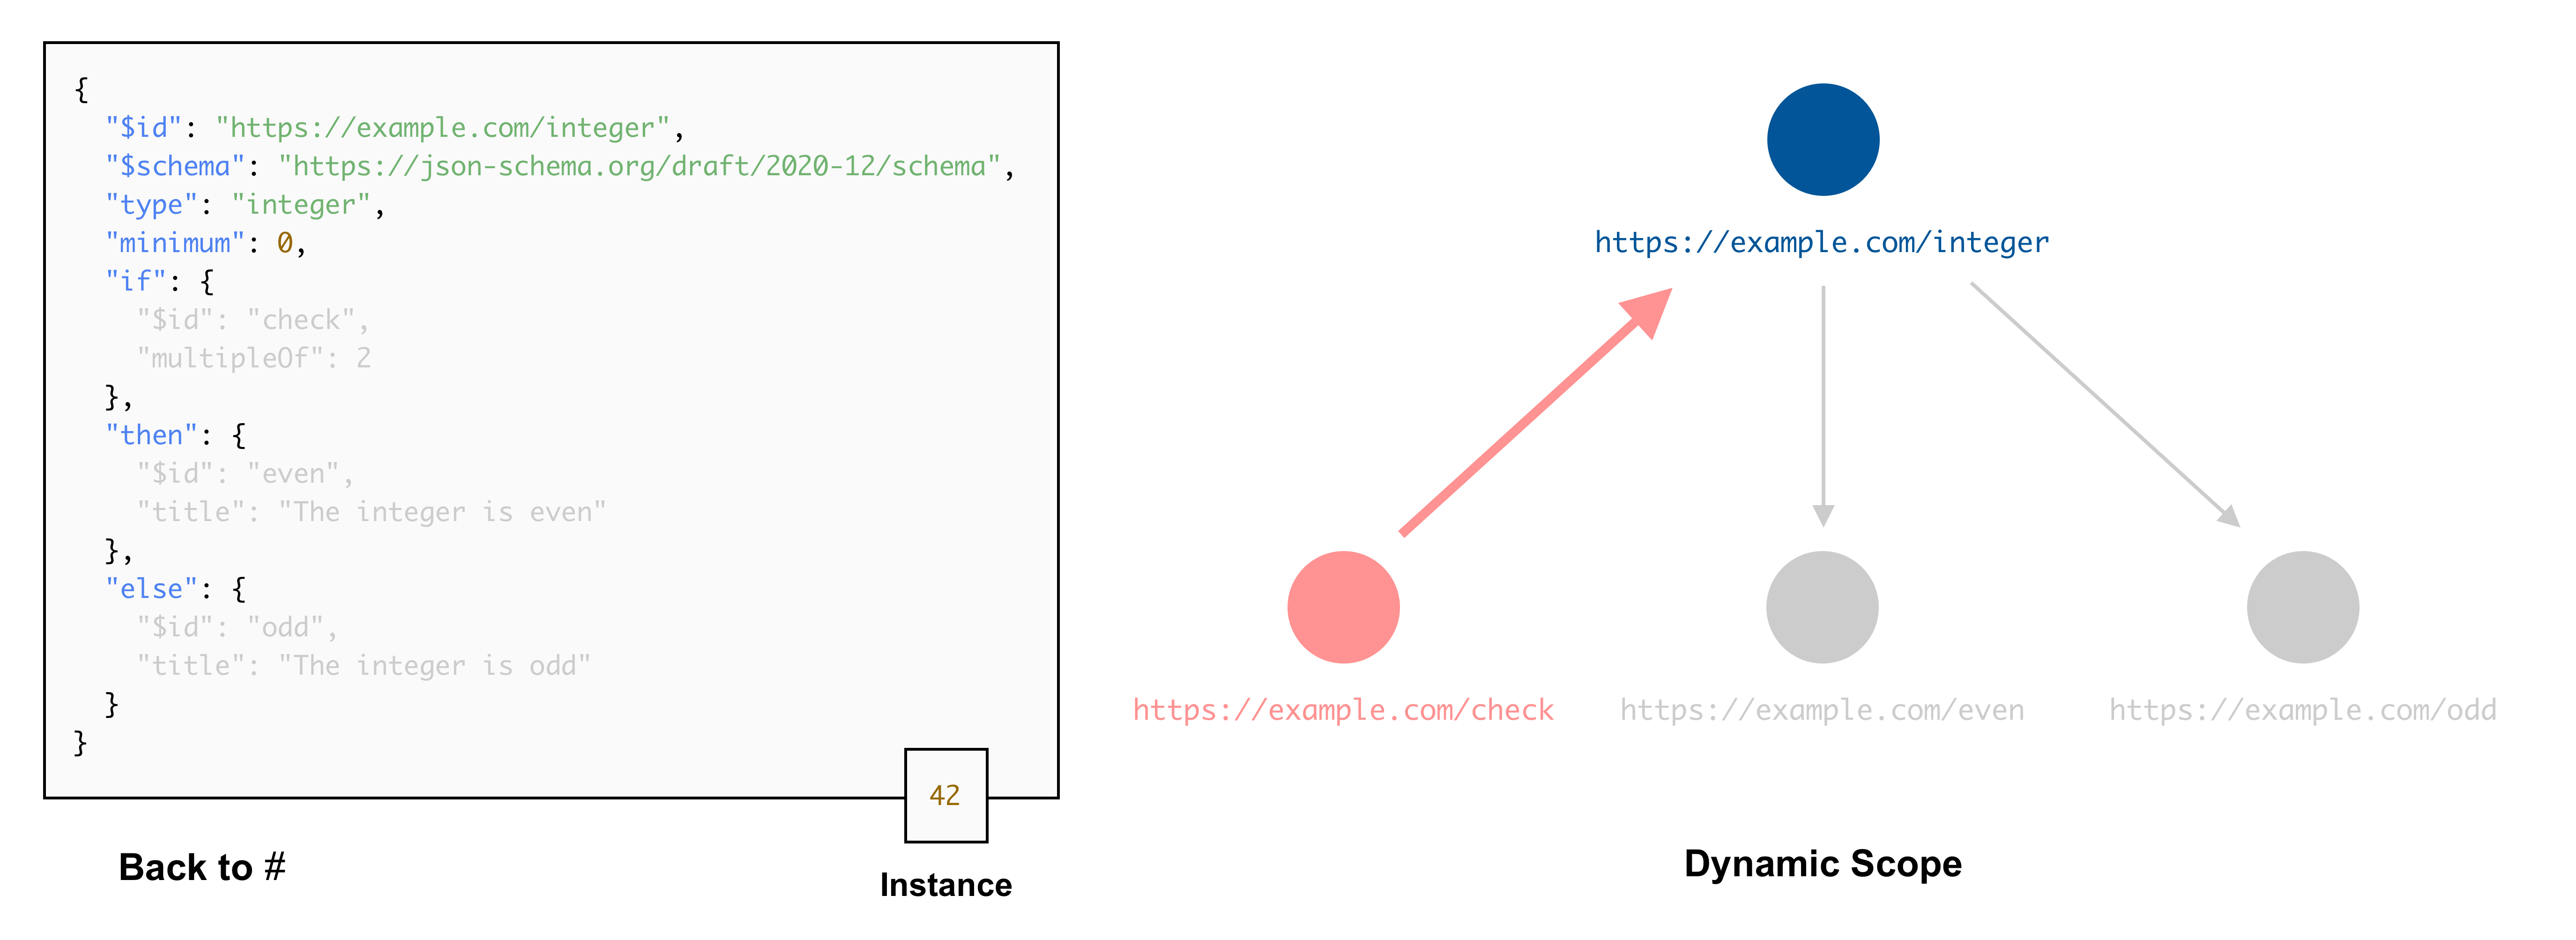 {
  "$id": "https://example.com/integer",
  "$schema": "https://json-schema.org/draft/2020-12/schema",
  "type": "integer",
  "minimum": 0,
  "if": {
    "$id": "check",
    "multipleOf": 2
  },
  "then": {
    "$id": "even",
    "title": "The integer is even"
  },
  "else": {
    "$id": "odd",
    "title": "The integer is odd"
  }
}
42
Back to #
Instance
https://example.com/integer
https://example.com/check
https://example.com/even
https://example.com/odd
Dynamic Scope